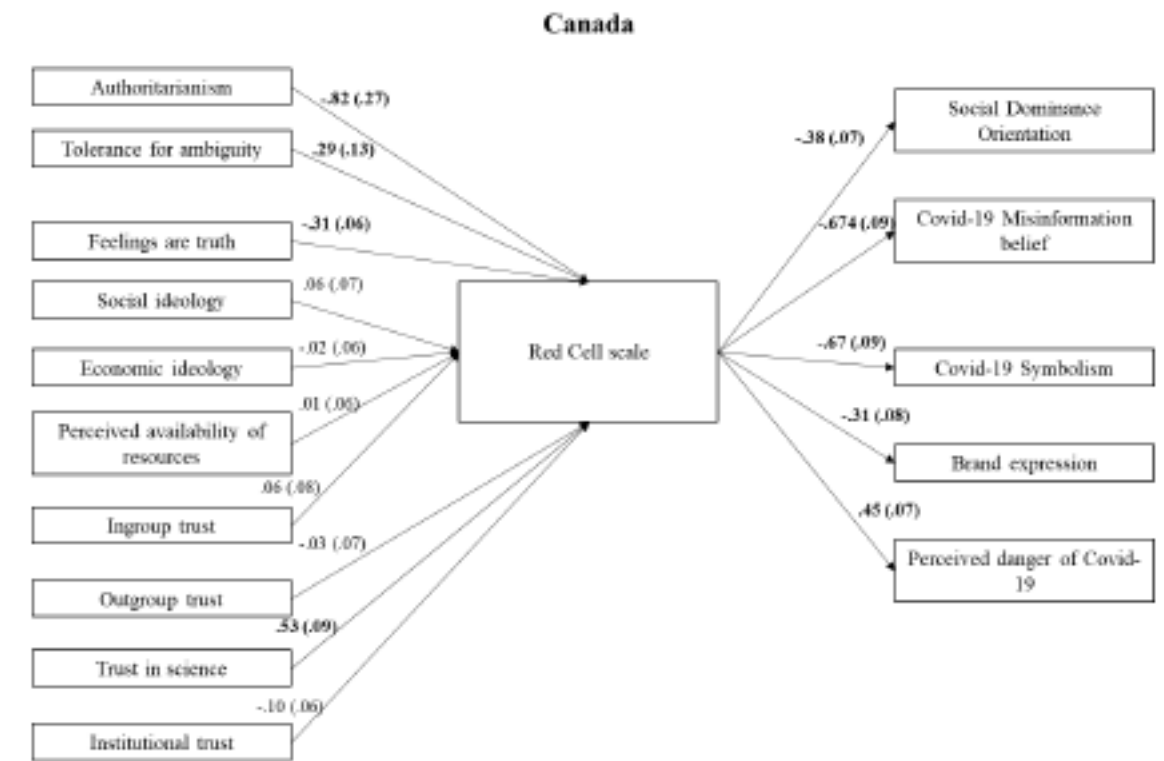 Canada
Authoritarianism
-.82 (.27)
Tolerance for ambiguity
.29 (.13)
Feelings are truth
-.31 (.06)
Social ideology
.06 (.07)
Economic ideology
-.02 (.06)
Perceived availability of
resources
.01 (.06)
Ingroup trust
.06 (.08)
Outgroup trust
-.03 (.07)
Trust in science
.53 (.09)
Institutional trust
-.10 (.06)
Red Cell scale
-.38 (.07)
Social Dominance
Orientation
-.674 (.09)
Covid-19 Misinformation
belief
-.67 (.09)
Covid-19 Symbolism
-.31 (.08)
Brand expression
.45 (.07)
Perceived danger of Covid-
19